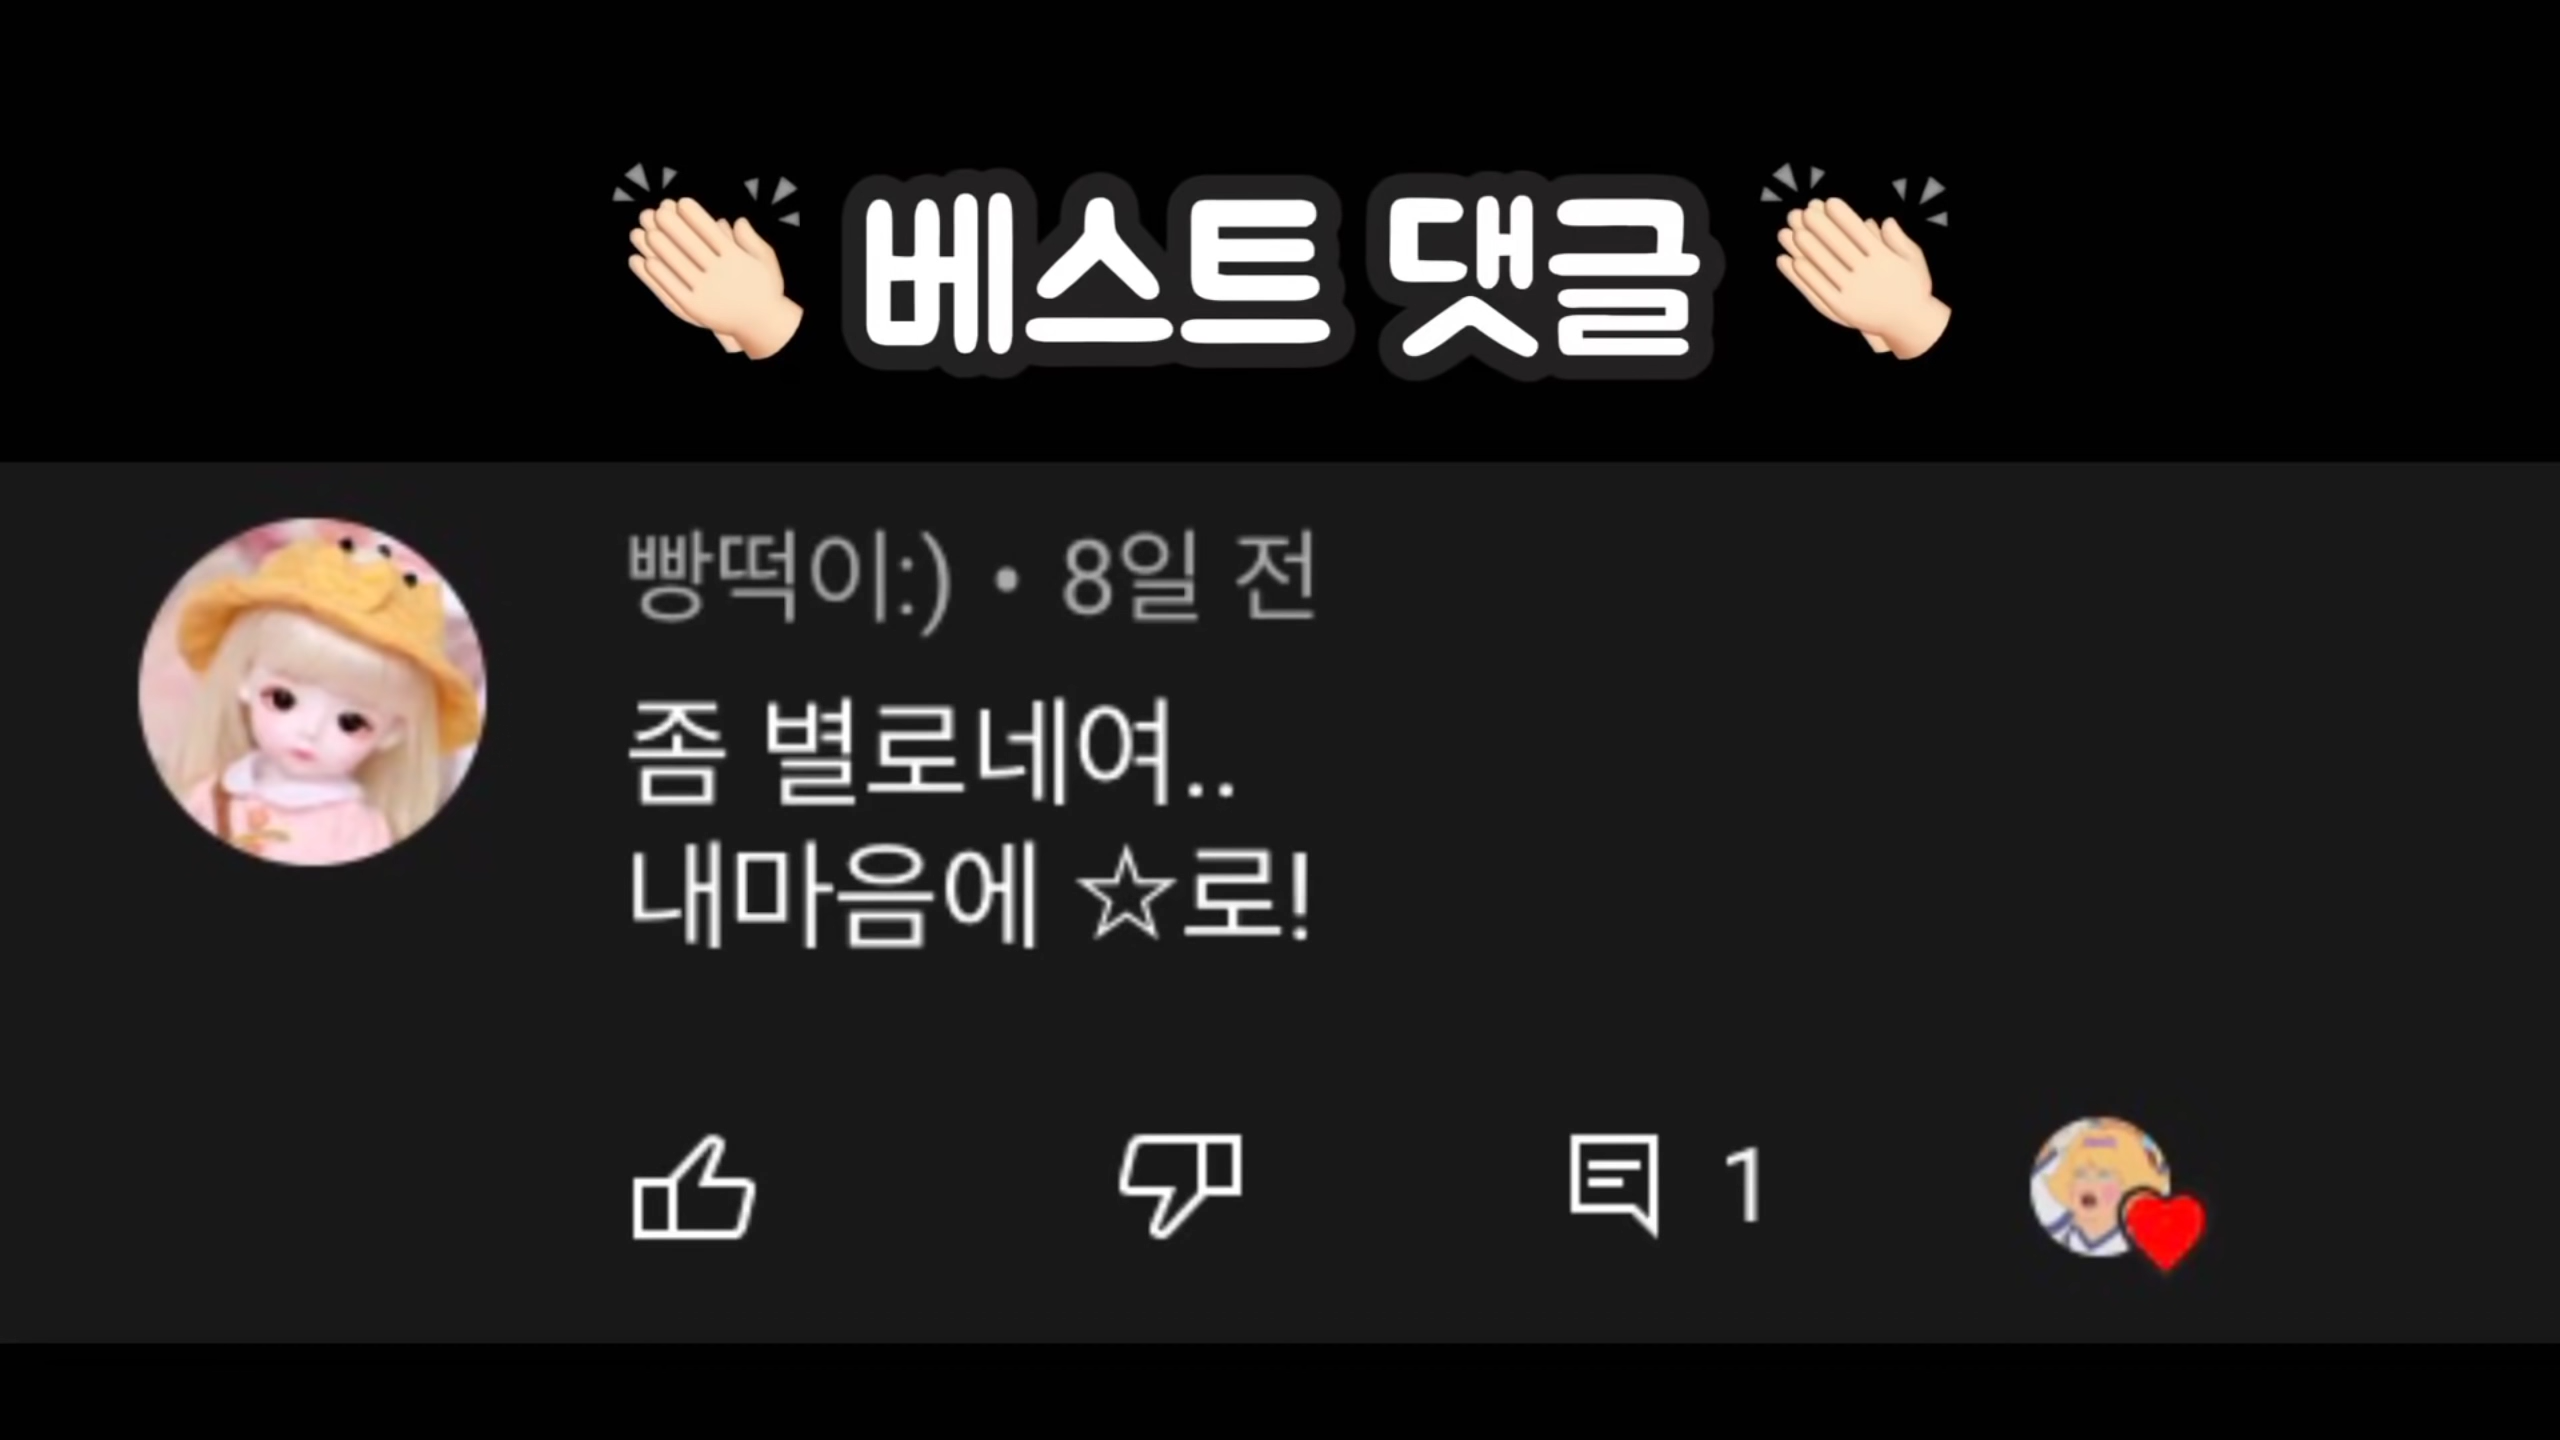 👏🏻 베스트 댓글 👏🏻
빵떡이:) • 8일 전
좀 별로네여..
내마음에 ☆로!
1